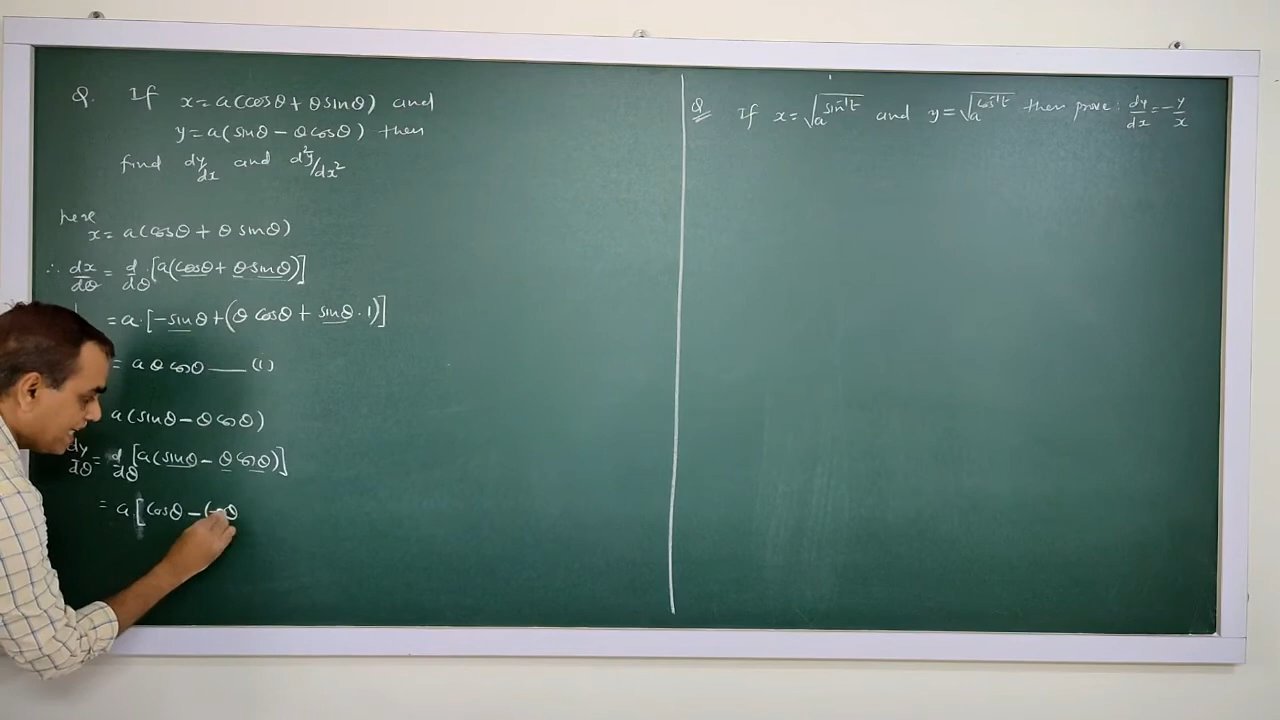 Q. If x = a(cosθ + θ sinθ) and
y = a(sinθ − θ cosθ) then
find dy/dx and d²y/dx²
here
x = a(cosθ + θ sinθ)
∴ dx/dθ = d/dθ [a(cosθ + θ·sinθ)]
= a·[−sinθ + (θ cosθ + sinθ·1)]
= a θ cosθ —— (1)
a(sinθ − θ cosθ)
dy/dθ = d/dθ [a(sinθ − θ cosθ)]
= a·[cosθ − (
Q. If x = √a^(sin⁻¹t) and y = √a^(cos⁻¹t) then prove: dy/dx = −y/x